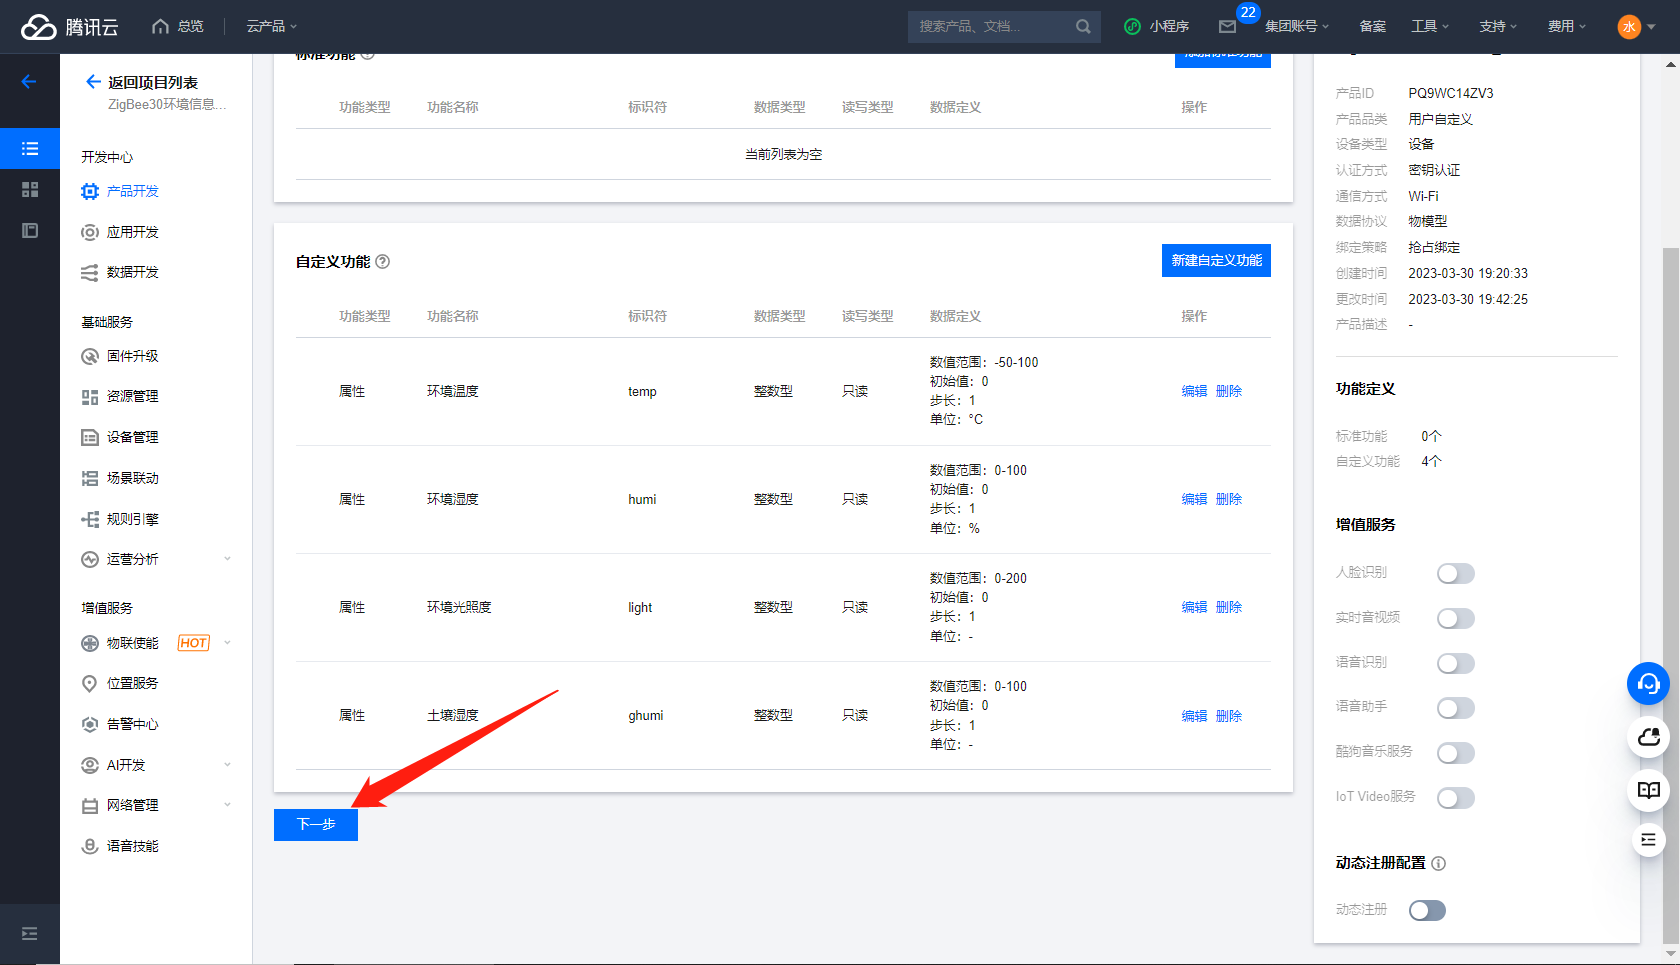 腾讯云
总览
云产品
搜索产品、文档...
小程序
22
集团账号
备案
工具
支持
费用
水
返回项目列表
ZigBee30环境信息...
开发中心
产品开发
应用开发
数据开发
基础服务
固件升级
资源管理
设备管理
场景联动
规则引擎
运营分析
增值服务
物联使能 HOT
位置服务
告警中心
AI开发
网络管理
语音技能
标准功能
添加标准功能
功能类型 功能名称 标识符 数据类型 读写类型 数据定义 操作
当前列表为空
自定义功能
新建自定义功能
功能类型 功能名称 标识符 数据类型 读写类型 数据定义 操作
属性 环境温度 temp 整数型 只读
数值范围：-50-100
初始值：0
步长：1
单位：°C
编辑 删除
属性 环境湿度 humi 整数型 只读
数值范围：0-100
初始值：0
步长：1
单位：%
编辑 删除
属性 环境光照度 light 整数型 只读
数值范围：0-200
初始值：0
步长：1
单位：-
编辑 删除
属性 土壤湿度 ghumi 整数型 只读
数值范围：0-100
初始值：0
步长：1
单位：-
编辑 删除
下一步
产品ID PQ9WC14ZV3
产品品类 用户自定义
设备类型 设备
认证方式 密钥认证
通信方式 Wi-Fi
数据协议 物模型
绑定策略 抢占绑定
创建时间 2023-03-30 19:20:33
更改时间 2023-03-30 19:42:25
产品描述 -
功能定义
标准功能 0个
自定义功能 4个
增值服务
人脸识别
实时音视频
语音识别
语音助手
酷狗音乐服务
IoT Video服务
动态注册配置
动态注册